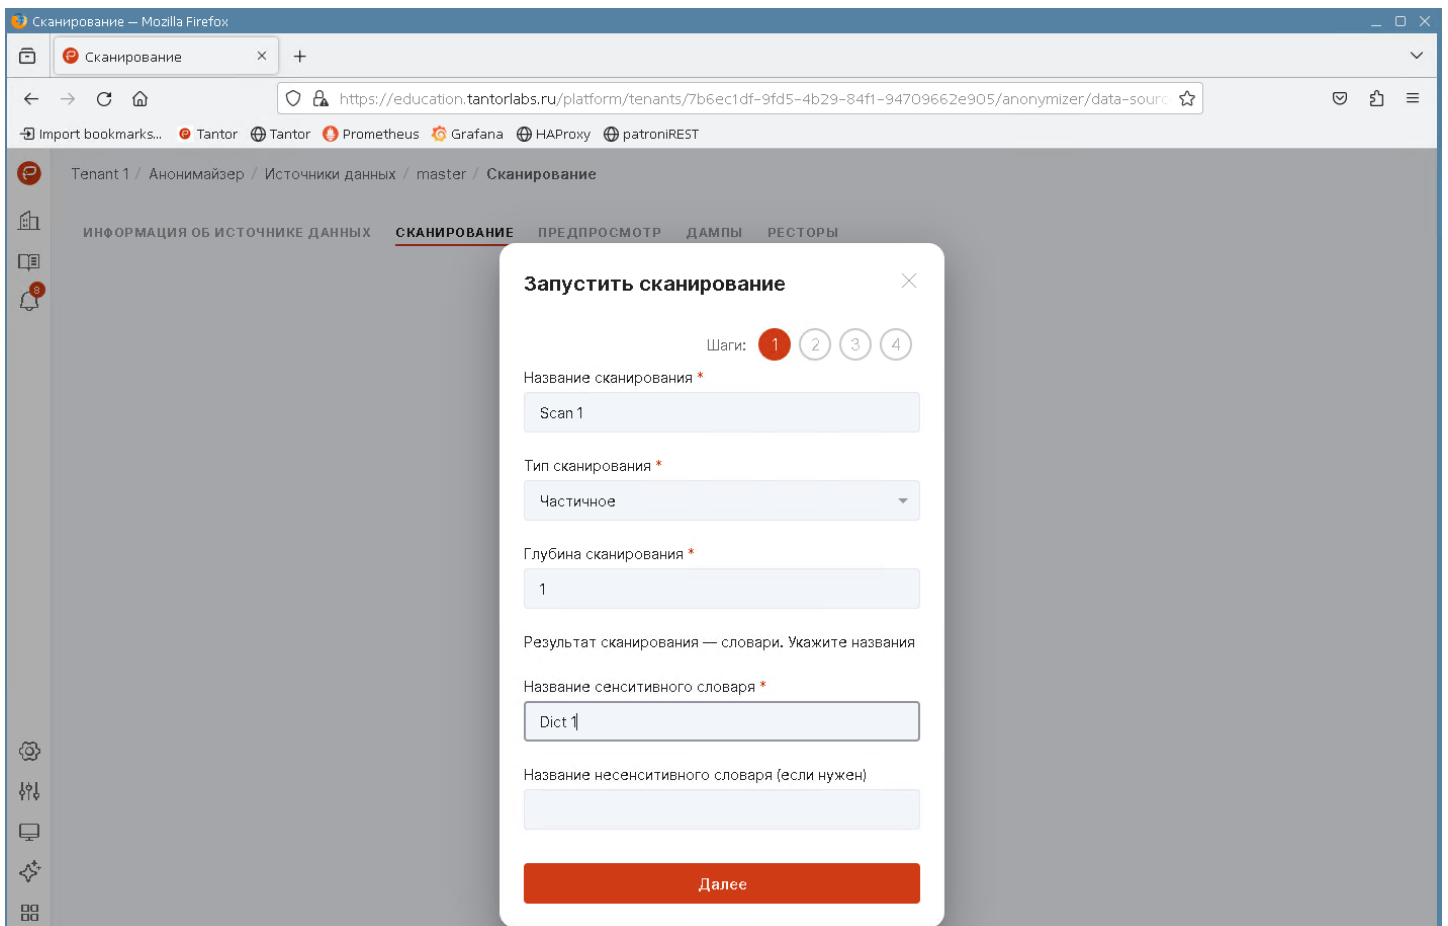 Сканирование — Mozilla Firefox
Сканирование
https://education.tantorlabs.ru/platform/tenants/7b6ec1df-9fd5-4b29-84f1-94709662e905/anonymizer/data-sourc
Import bookmarks... Tantor Tantor Prometheus Grafana HAProxy patroniREST
Tenant 1 / Анонимайзер / Источники данных / master / Сканирование
ИНФОРМАЦИЯ ОБ ИСТОЧНИКЕ ДАННЫХ СКАНИРОВАНИЕ ПРЕДПРОСМОТР ДАМПЫ РЕСТОРЫ
8
Запустить сканирование
Шаги: 1 2 3 4
Название сканирования *
Scan 1
Тип сканирования *
Частичное
Глубина сканирования *
1
Результат сканирования — словари. Укажите названия
Название сенситивного словаря *
Dict 1
Название несенситивного словаря (если нужен)
Далее